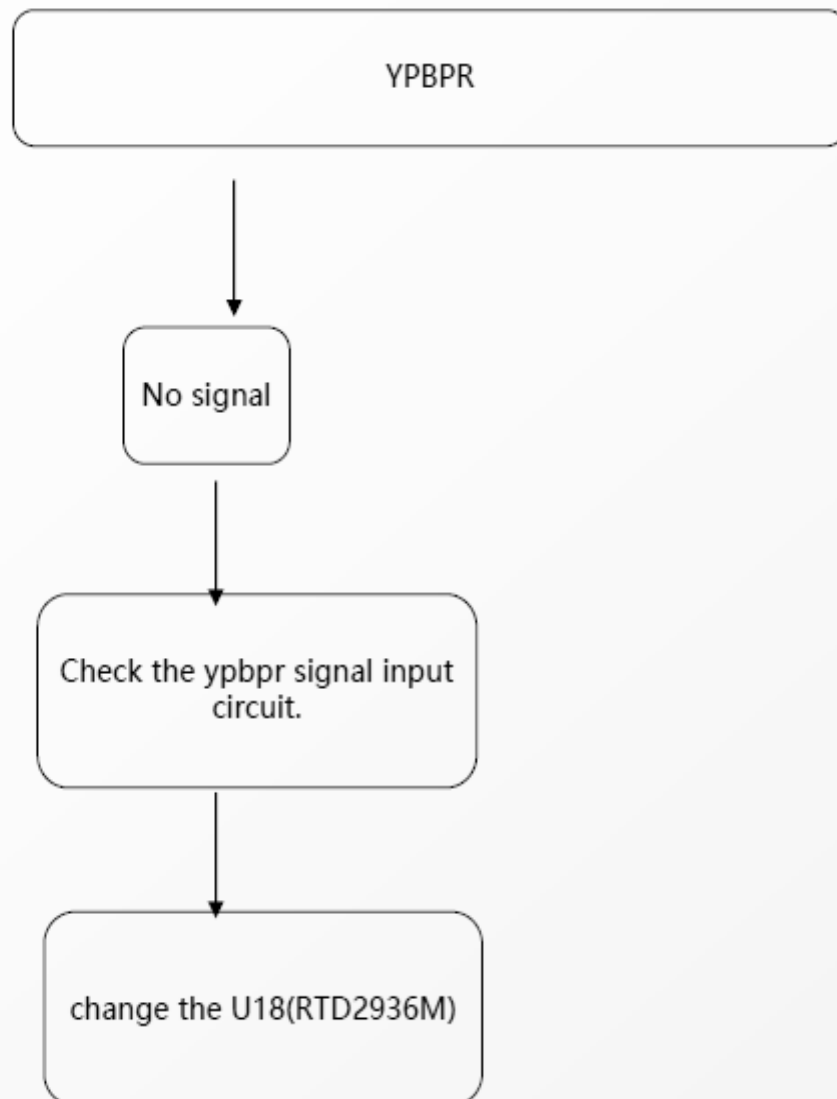 YPBPR
No signal
Check the ypbpr signal input
circuit.
change the U18(RTD2936M)